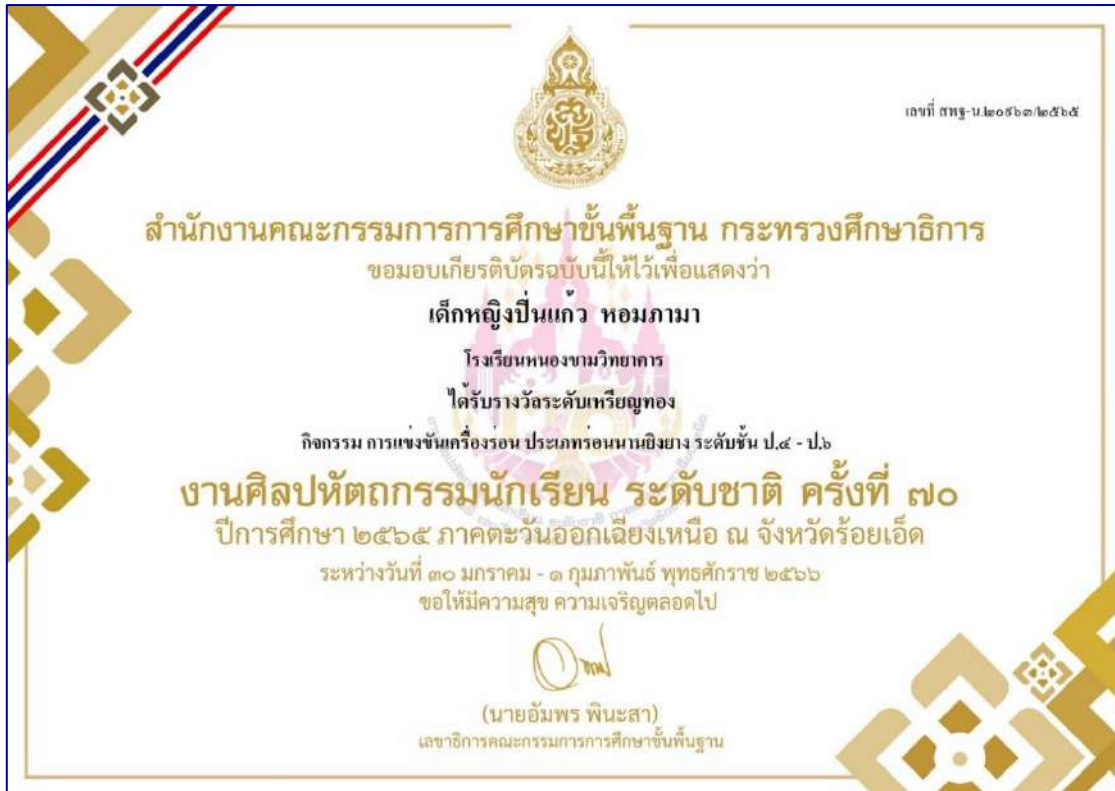 เลขที่ สพฐ-น.๒๐๙๖๓/๒๕๖๕
สำนักงานคณะกรรมการการศึกษาขั้นพื้นฐาน กระทรวงศึกษาธิการ
ขอมอบเกียรติบัตรฉบับนี้ให้ไว้เพื่อแสดงว่า
เด็กหญิงปิ่นแก้ว หอมภามา
โรงเรียนหนองขามวิทยาคาร
ได้รับรางวัลระดับเหรียญทอง
กิจกรรม การแข่งขันเครื่องร่อน ประเภทร่อนนานยิงยาง ระดับชั้น ป.๔ - ป.๖
งานศิลปหัตถกรรมนักเรียน ระดับชาติ ครั้งที่ ๗๐
ปีการศึกษา ๒๕๖๕ ภาคตะวันออกเฉียงเหนือ ณ จังหวัดร้อยเอ็ด
ระหว่างวันที่ ๓๐ มกราคม - ๑ กุมภาพันธ์ พุทธศักราช ๒๕๖๖
ขอให้มีความสุข ความเจริญตลอดไป
(นายอัมพร พินะสา)
เลขาธิการคณะกรรมการการศึกษาขั้นพื้นฐาน